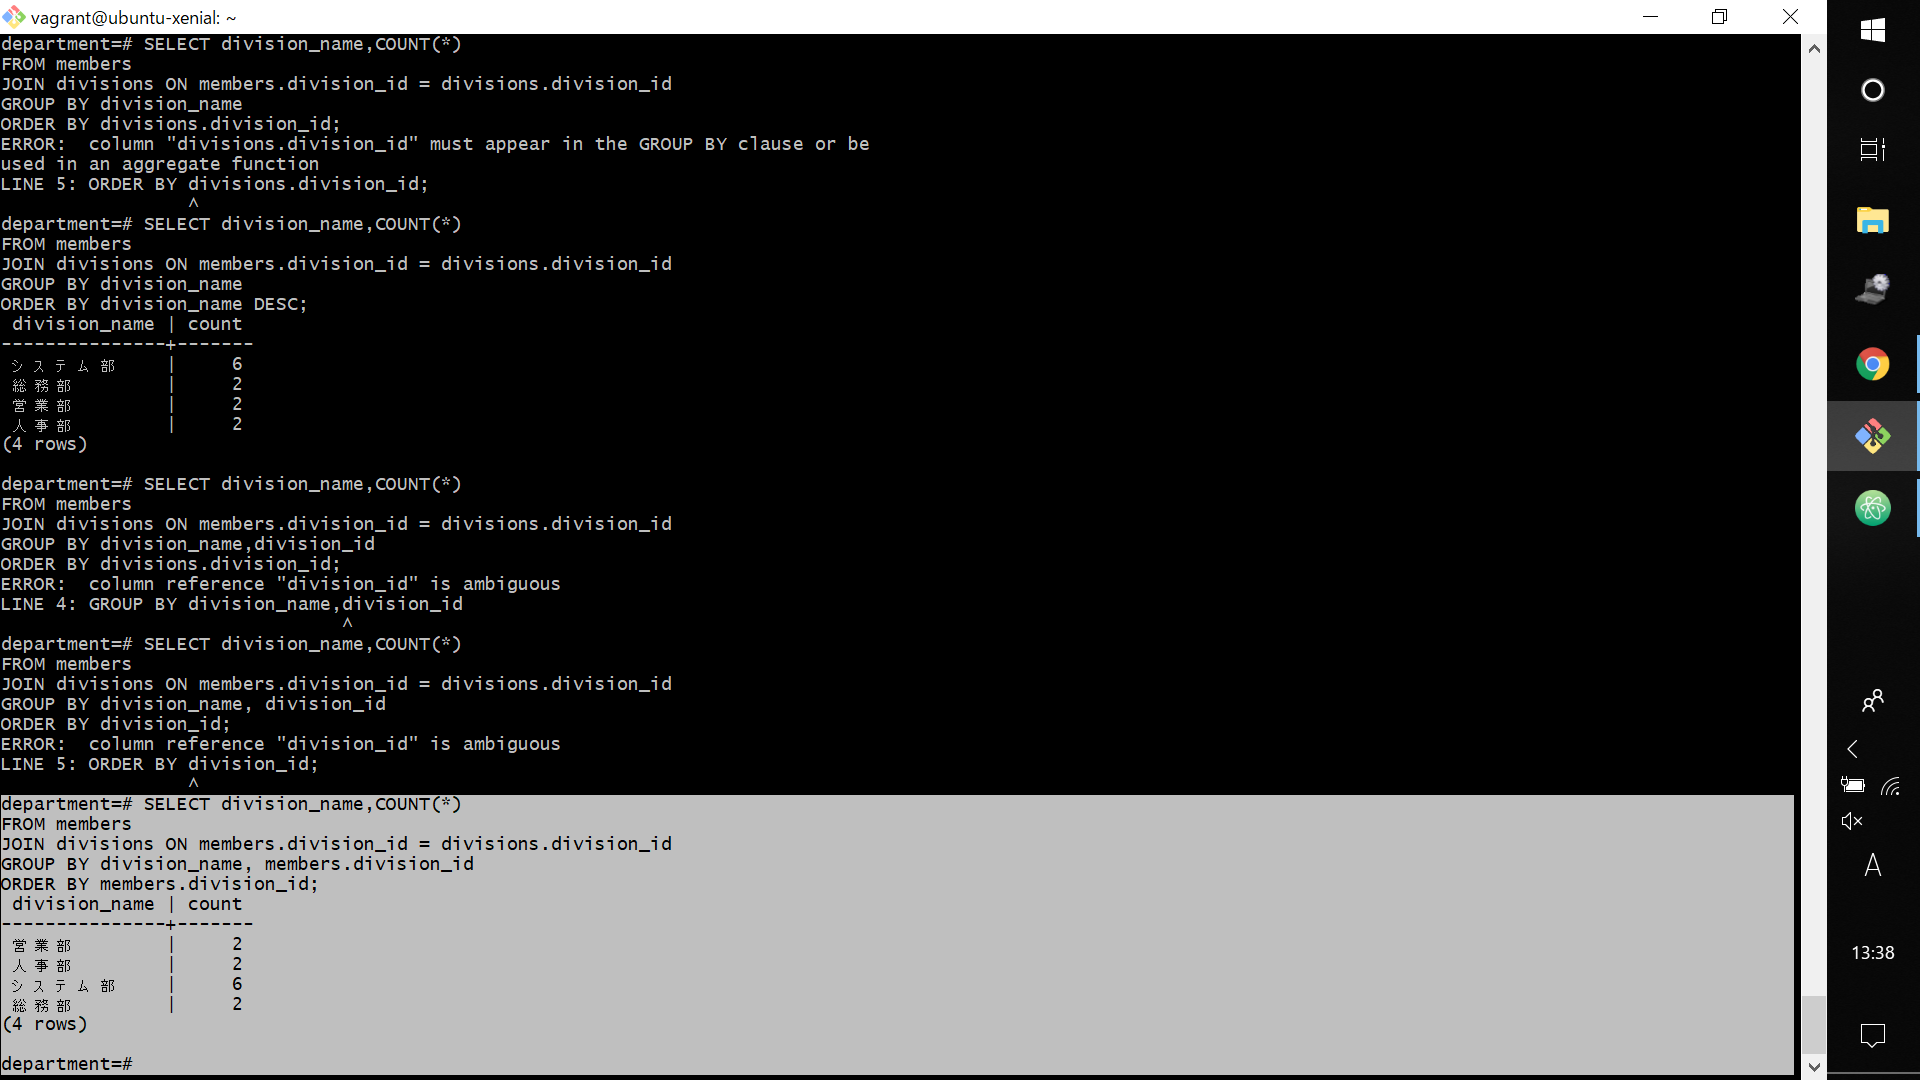 vagrant@ubuntu-xenial: ~
department=# SELECT division_name,COUNT(*)
FROM members
JOIN divisions ON members.division_id = divisions.division_id
GROUP BY division_name
ORDER BY divisions.division_id;
ERROR:  column "divisions.division_id" must appear in the GROUP BY clause or be
used in an aggregate function
LINE 5: ORDER BY divisions.division_id;
                 ^
department=# SELECT division_name,COUNT(*)
FROM members
JOIN divisions ON members.division_id = divisions.division_id
GROUP BY division_name
ORDER BY division_name DESC;
 division_name | count
---------------+-------
 システム部     |     6
 総務部         |     2
 営業部         |     2
 人事部         |     2
(4 rows)
department=# SELECT division_name,COUNT(*)
FROM members
JOIN divisions ON members.division_id = divisions.division_id
GROUP BY division_name,division_id
ORDER BY divisions.division_id;
ERROR:  column reference "division_id" is ambiguous
LINE 4: GROUP BY division_name,division_id
                               ^
department=# SELECT division_name,COUNT(*)
FROM members
JOIN divisions ON members.division_id = divisions.division_id
GROUP BY division_name, division_id
ORDER BY division_id;
ERROR:  column reference "division_id" is ambiguous
LINE 5: ORDER BY division_id;
                 ^
department=# SELECT division_name,COUNT(*)
FROM members
JOIN divisions ON members.division_id = divisions.division_id
GROUP BY division_name, members.division_id
ORDER BY members.division_id;
 division_name | count
---------------+-------
 営業部         |     2
 人事部         |     2
 システム部     |     6
 総務部         |     2
(4 rows)
department=#
A
13:38